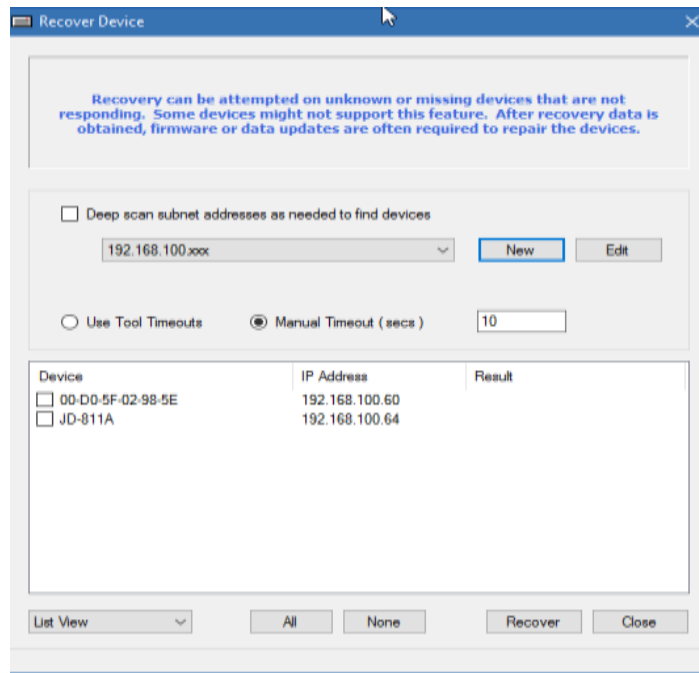 Recover Device
Recovery can be attempted on unknown or missing devices that are not
responding. Some devices might not support this feature. After recovery data is
obtained, firmware or data updates are often required to repair the devices.
Deep scan subnet addresses as needed to find devices
192.168.100.xxx New Edit
Use Tool Timeouts Manual Timeout ( secs ) 10
Device IP Address Result
00-D0-5F-02-98-5E 192.168.100.60
JD-811A 192.168.100.64
List View All None Recover Close